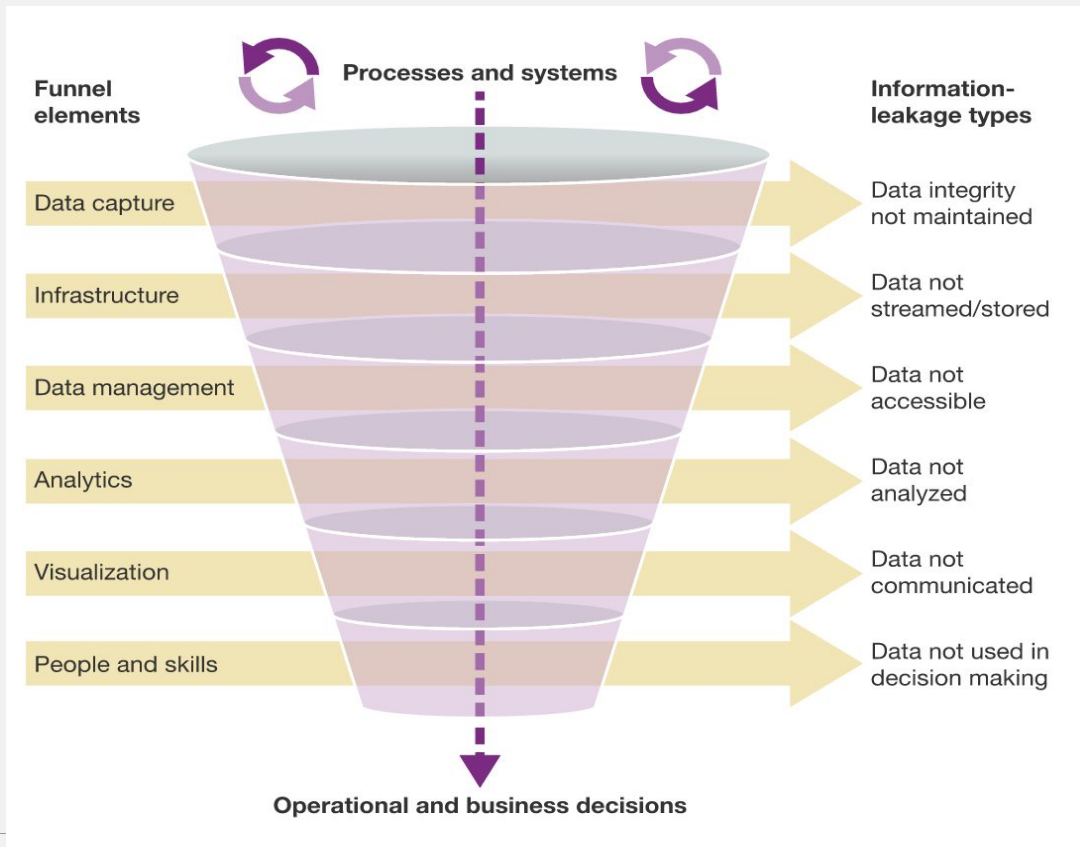 Processes and systems
Funnel
elements
Information-
leakage types
Data capture
Data integrity
not maintained
Infrastructure
Data not
streamed/stored
Data management
Data not
accessible
Analytics
Data not
analyzed
Visualization
Data not
communicated
People and skills
Data not used in
decision making
Operational and business decisions